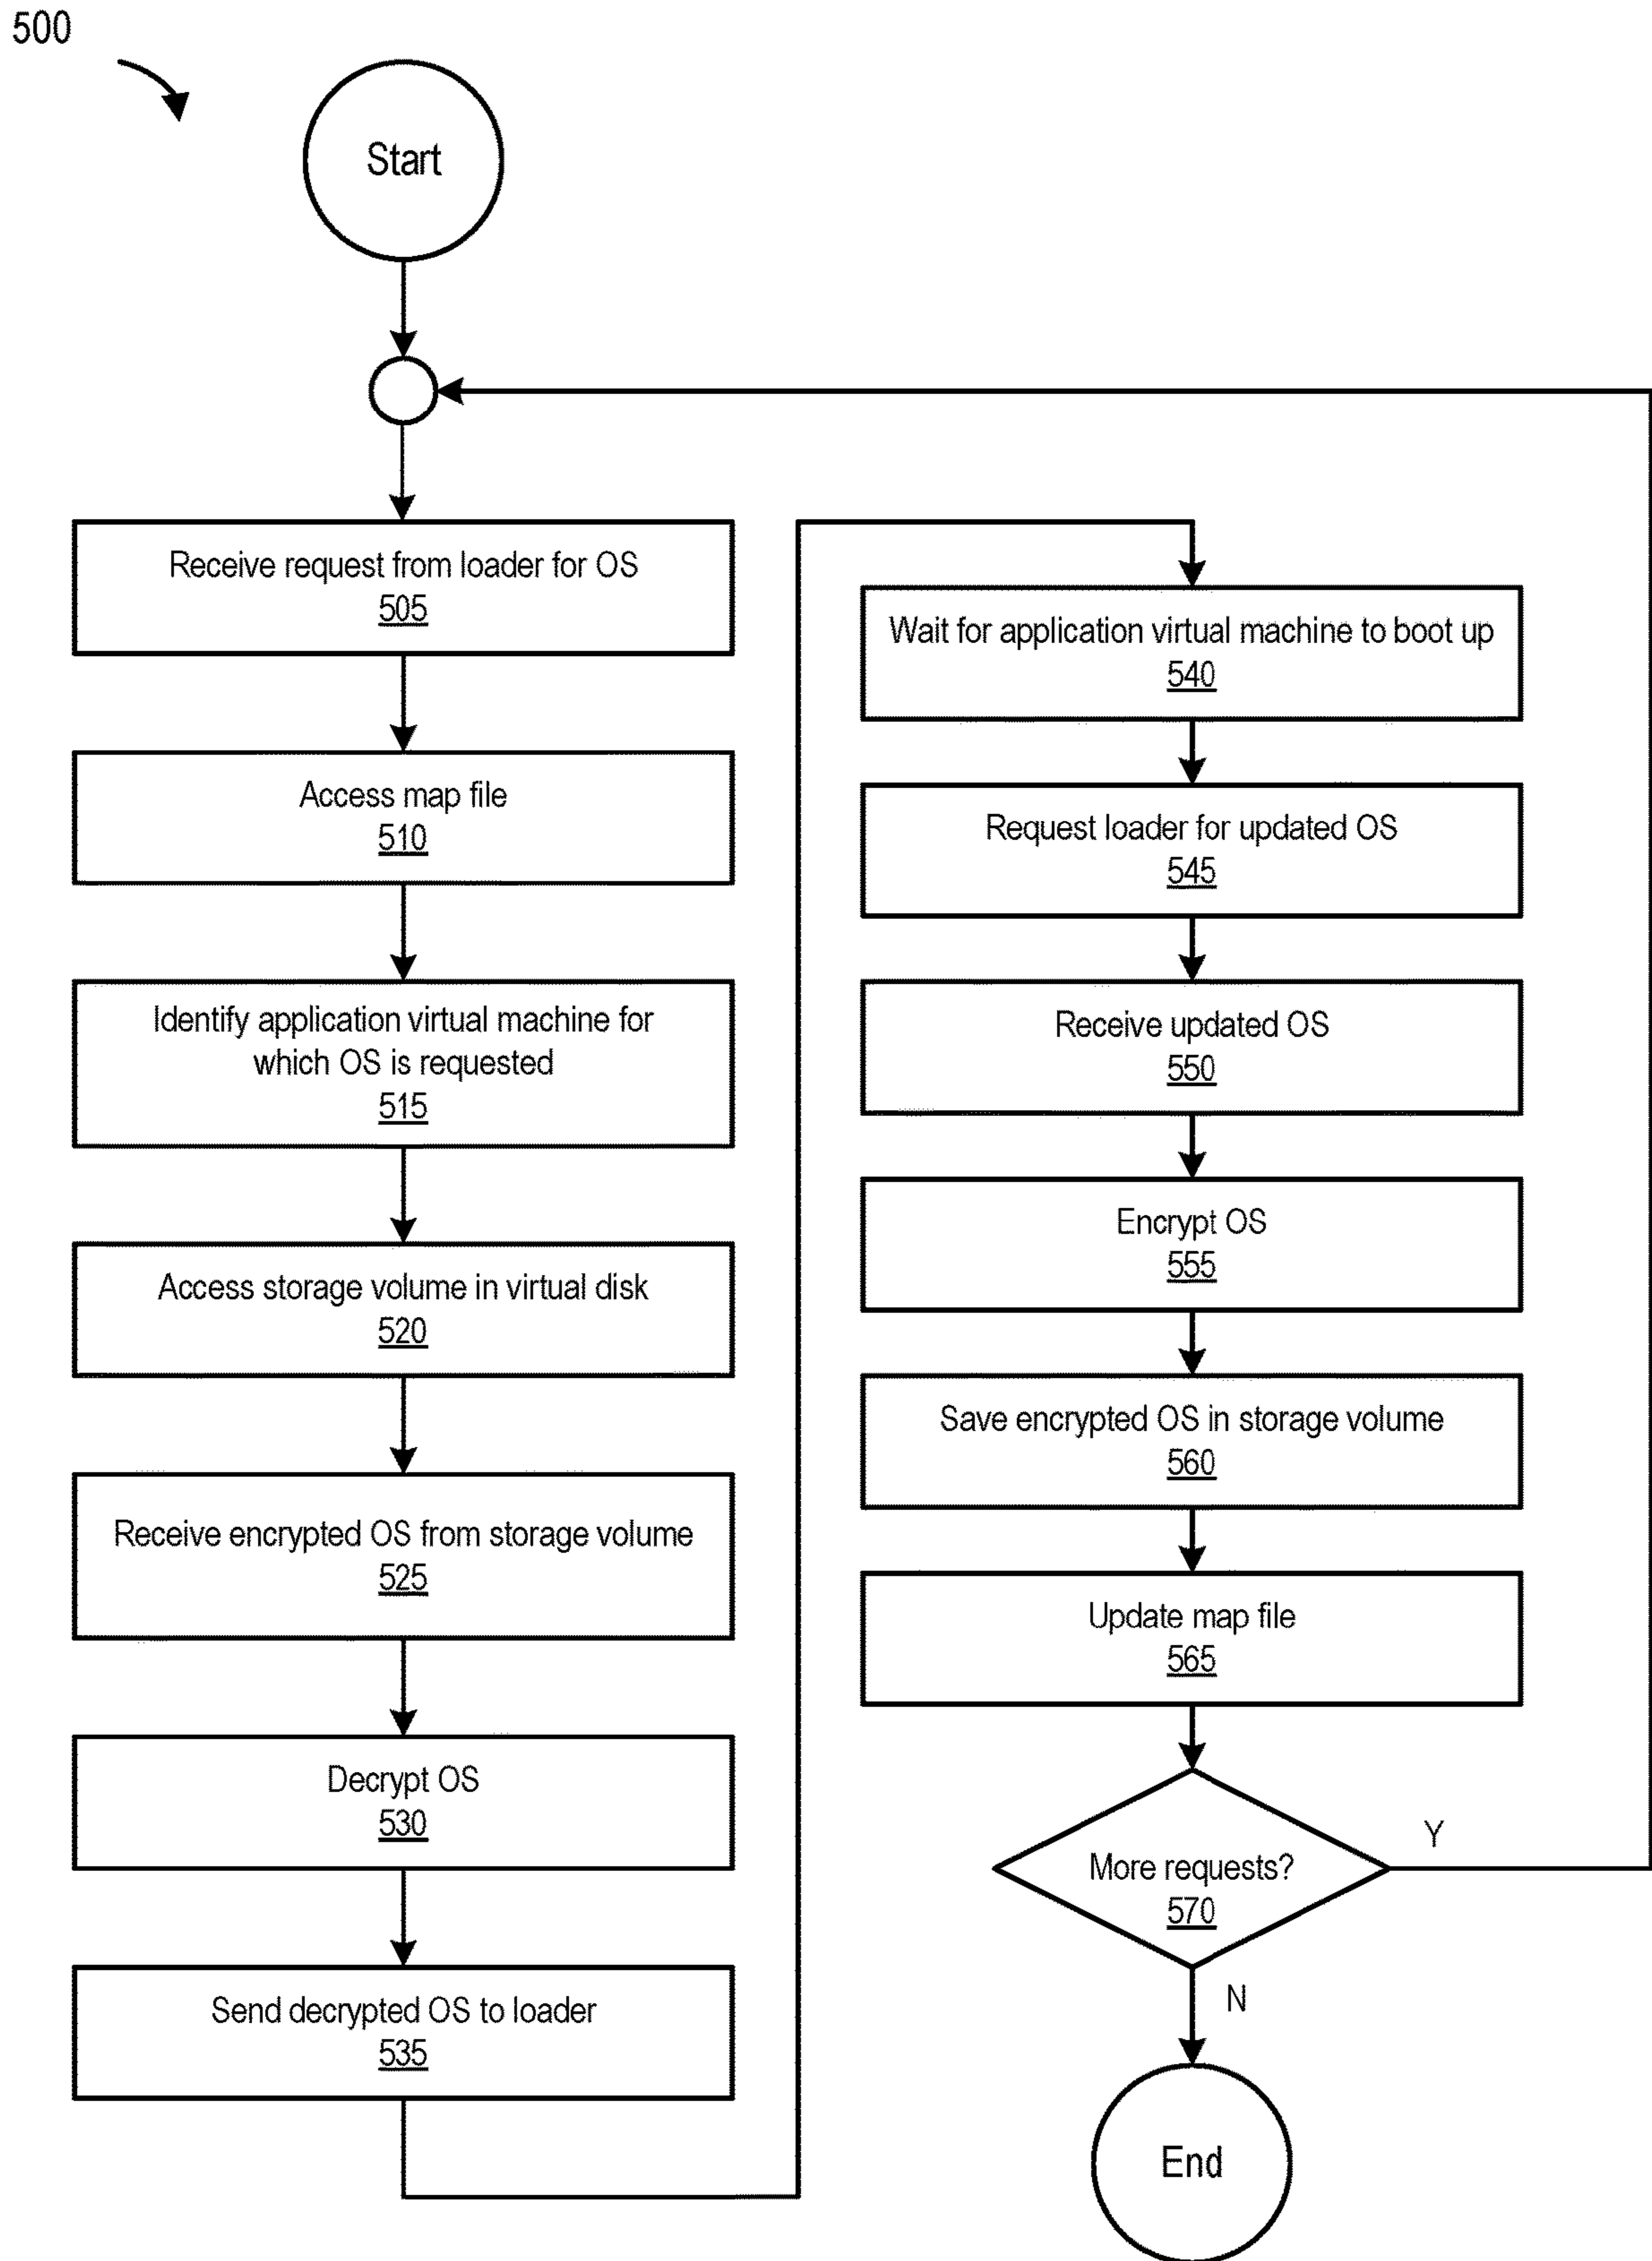 500
Start
Receive request from loader for OS
505
Access map file
510
Identify application virtual machine for
which OS is requested
515
Access storage volume in virtual disk
520
Receive encrypted OS from storage volume
525
Decrypt OS
530
Send decrypted OS to loader
535
Wait for application virtual machine to boot up
540
Request loader for updated OS
545
Receive updated OS
550
Encrypt OS
555
Save encrypted OS in storage volume
560
Update map file
565
More requests?
570
Y
N
End